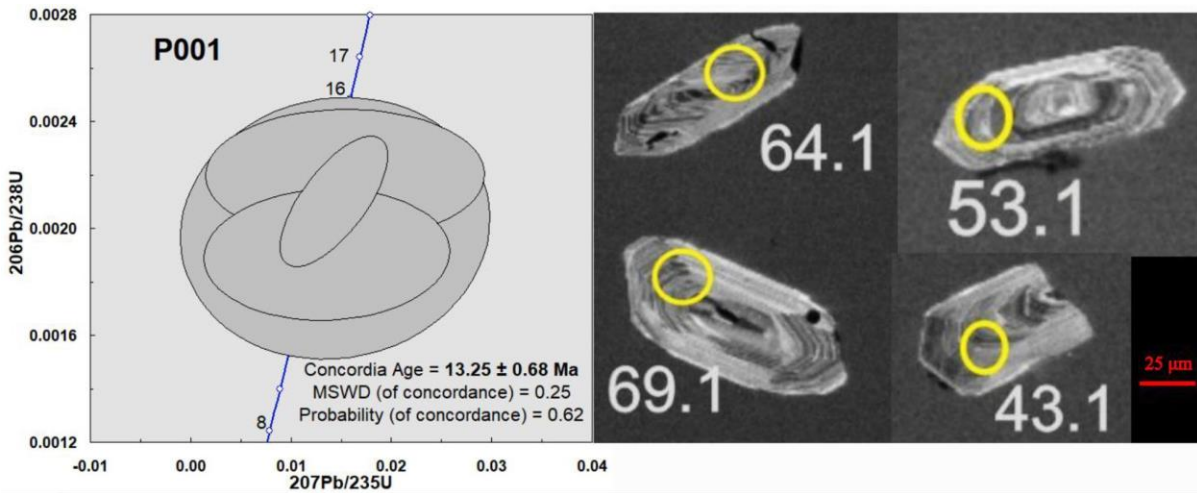 P001
0.0028
0.0024
0.0020
0.0016
0.0012
206Pb/238U
17
16
8
Concordia Age = 13.25 ± 0.68 Ma
MSWD (of concordance) = 0.25
Probability (of concordance) = 0.62
-0.01
0.00
0.01
0.02
0.03
0.04
207Pb/235U
64.1
53.1
69.1
43.1
25 µm